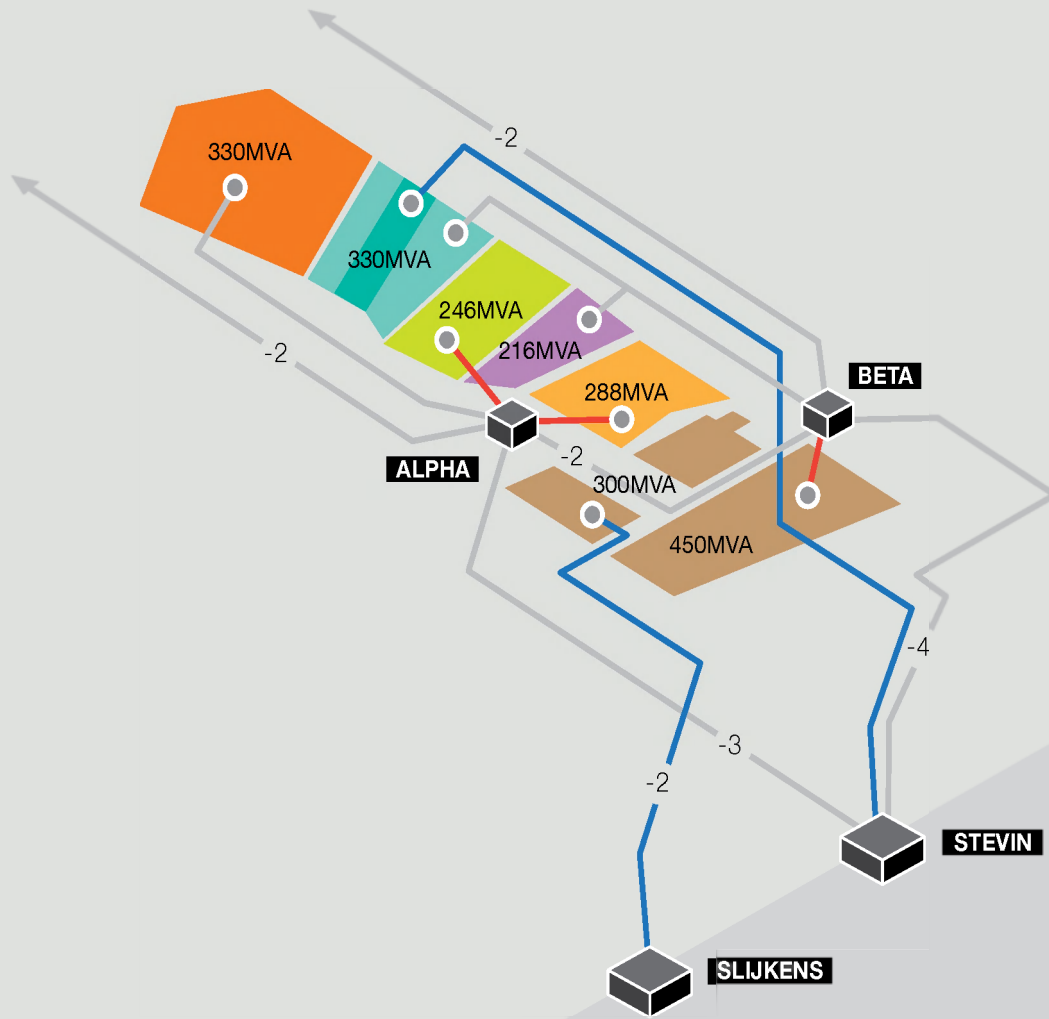 -2
330MVA
330MVA
246MVA
-2
216MVA
BETA
288MVA
ALPHA
-2
300MVA
450MVA
-4
-3
-2
STEVIN
SLIJKENS